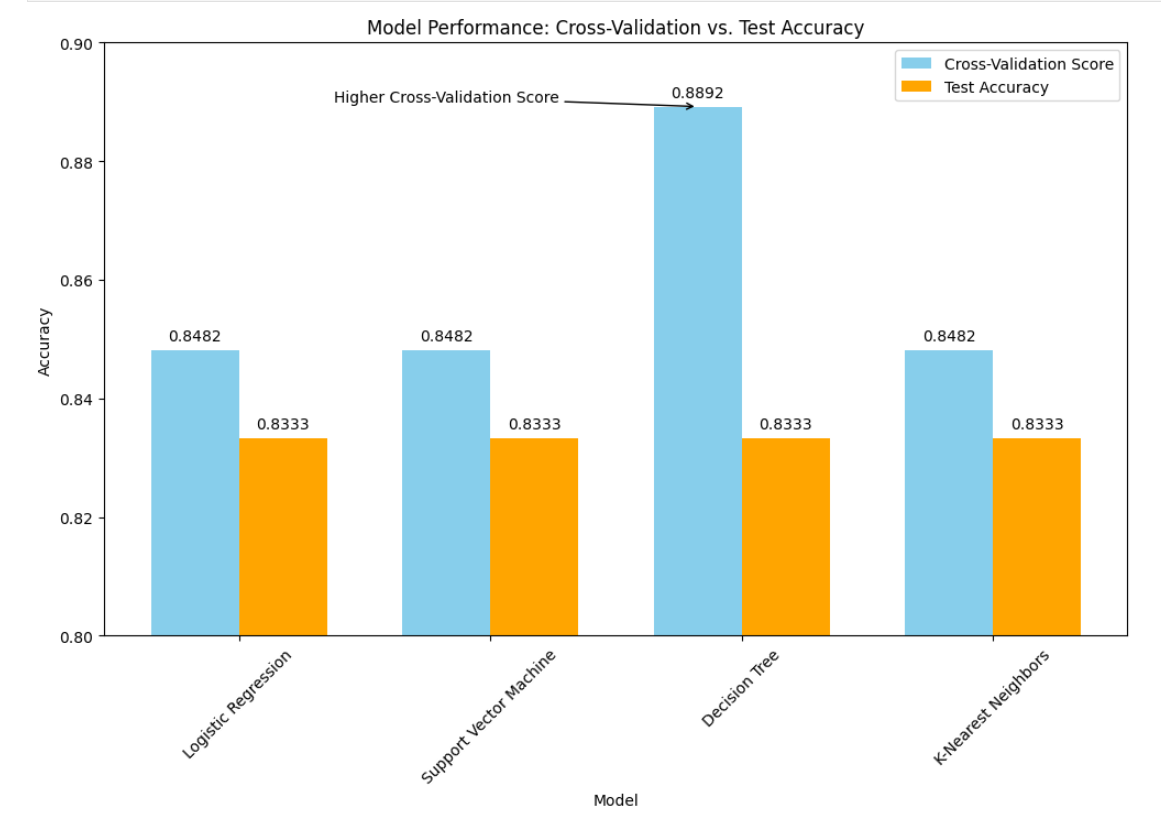 Model Performance: Cross-Validation vs. Test Accuracy
0.90
0.88
0.86
0.84
0.82
0.80
Accuracy
Cross-Validation Score
Test Accuracy
Higher Cross-Validation Score
0.8892
0.8482
0.8482
0.8482
0.8333
0.8333
0.8333
0.8333
Logistic Regression
Support Vector Machine
Decision Tree
K-Nearest Neighbors
Model